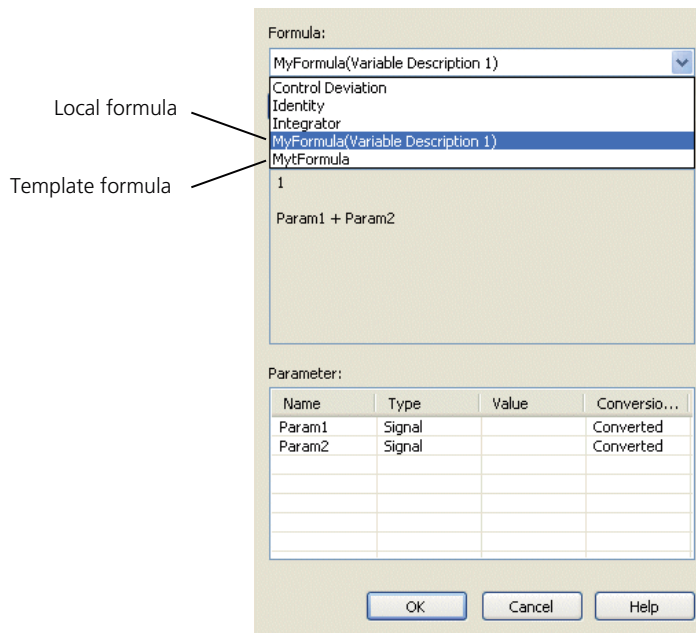 Formula:
MyFormula(Variable Description 1)
Control Deviation
Identity
Integrator
Local formula
MyFormula(Variable Description 1)
MytFormula
Template formula
1
Param1 + Param2
Parameter:
Name Type Value Conversio...
Param1 Signal Converted
Param2 Signal Converted
OK Cancel Help